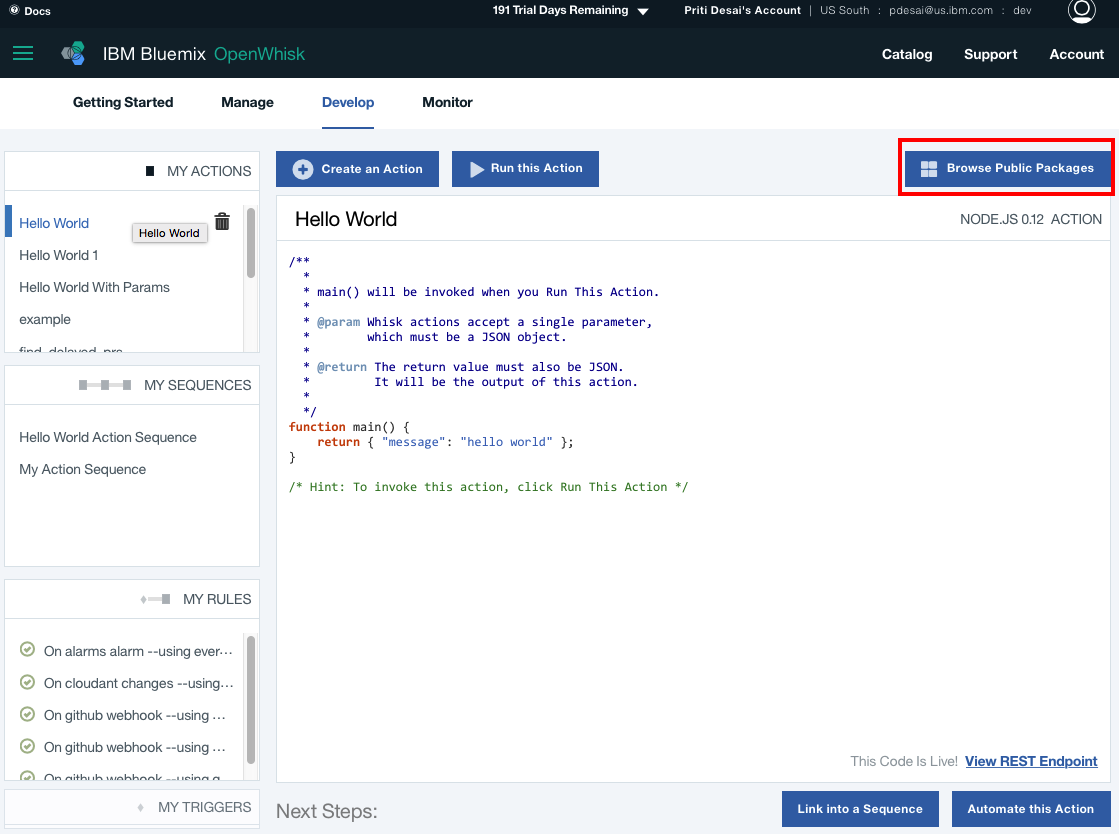 Docs
191 Trial Days Remaining
Priti Desai's Account | US South : pdesai@us.ibm.com : dev
IBM Bluemix OpenWhisk
Catalog
Support
Account
Getting Started
Manage
Develop
Monitor
MY ACTIONS
Hello World
Hello World
Hello World 1
Hello World With Params
example
find_delayed_prs
MY SEQUENCES
Hello World Action Sequence
My Action Sequence
MY RULES
On alarms alarm --using ever···
On cloudant changes --using···
On github webhook --using ···
On github webhook --using ···
On github webhook --using g
MY TRIGGERS
Create an Action
Run this Action
Browse Public Packages
Hello World
NODE.JS 0.12 ACTION
/**
*
* main() will be invoked when you Run This Action.
*
* @param Whisk actions accept a single parameter,
* which must be a JSON object.
*
* @return The return value must also be JSON.
* It will be the output of this action.
*
*/
function main() {
return { "message": "hello world" };
}
/* Hint: To invoke this action, click Run This Action */
This Code Is Live! View REST Endpoint
Next Steps:
Link into a Sequence
Automate this Action